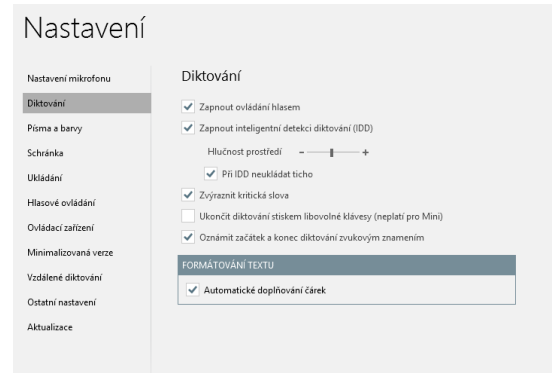 Nastavení
Nastavení mikrofonu
Diktování
Písma a barvy
Schránka
Ukládání
Hlasové ovládání
Ovládací zařízení
Minimalizovaná verze
Vzdálené diktování
Ostatní nastavení
Aktualizace
Diktování
Zapnout ovládání hlasem
Zapnout inteligentní detekci diktování (IDD)
Hlučnost prostředí - +
Při IDD neukládat ticho
Zvýraznit kritická slova
Ukončit diktování stiskem libovolné klávesy (neplatí pro Mini)
Oznámit začátek a konec diktování zvukovým znamením
FORMÁTOVÁNÍ TEXTU
Automatické doplňování čárek